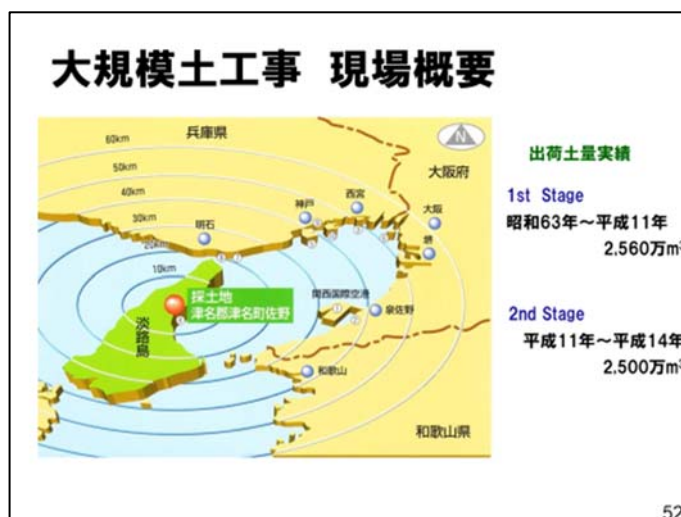 大規模土工事 現場概要
60km
50km
40km
30km
20km
10km
兵庫県
N
大阪府
神戸
西宮
大阪
明石
堺
関西国際空港
泉佐野
採土地
津名郡津名町佐野
淡路島
和歌山
和歌山県
出荷土量実績
1st Stage
昭和63年～平成11年
2.560万m³
2nd Stage
平成11年～平成14年
2.500万m³
52